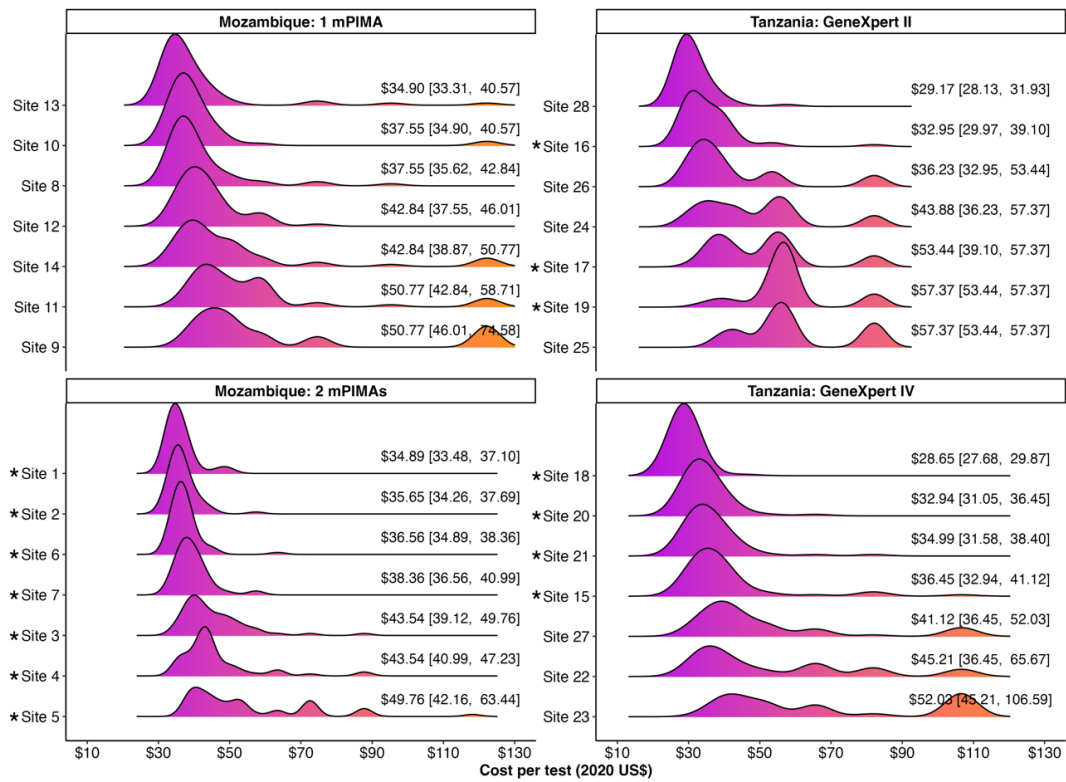 Mozambique: 1 mPIMA
Site 13 $34.90 [33.31, 40.57]
Site 10 $37.55 [34.90, 40.57]
Site 8 $37.55 [35.62, 42.84]
Site 12 $42.84 [37.55, 46.01]
Site 14 $42.84 [38.87, 50.77]
Site 11 $50.77 [42.84, 58.71]
Site 9 $50.77 [46.01, 74.58]
Tanzania: GeneXpert II
Site 28 $29.17 [28.13, 31.93]
* Site 16 $32.95 [29.97, 39.10]
Site 26 $36.23 [32.95, 53.44]
Site 24 $43.88 [36.23, 57.37]
* Site 17 $53.44 [39.10, 57.37]
* Site 19 $57.37 [53.44, 57.37]
Site 25 $57.37 [53.44, 57.37]
Mozambique: 2 mPIMAs
* Site 1 $34.89 [33.48, 37.10]
* Site 2 $35.65 [34.26, 37.69]
* Site 6 $36.56 [34.89, 38.36]
* Site 7 $38.36 [36.56, 40.99]
* Site 3 $43.54 [39.12, 49.76]
* Site 4 $43.54 [40.99, 47.23]
* Site 5 $49.76 [42.16, 63.44]
$10 $30 $50 $70 $90 $110 $130
Tanzania: GeneXpert IV
* Site 18 $28.65 [27.68, 29.87]
* Site 20 $32.94 [31.05, 36.45]
* Site 21 $34.99 [31.58, 38.40]
* Site 15 $36.45 [32.94, 41.12]
Site 27 $41.12 [36.45, 52.03]
Site 22 $45.21 [36.45, 65.67]
Site 23 $52.03 [45.21, 106.59]
$10 $30 $50 $70 $90 $110 $130
Cost per test (2020 US$)